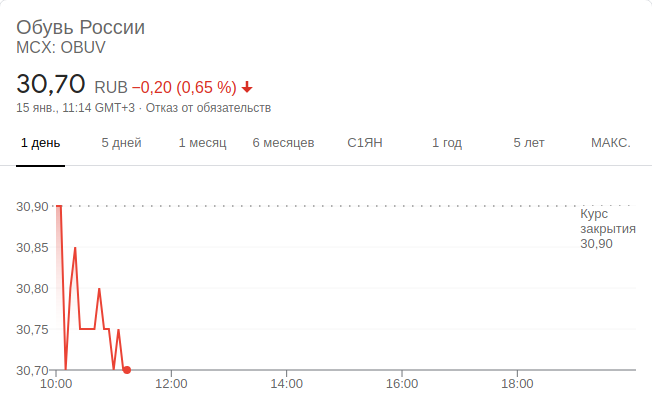 Обувь России
MCX: OBUV
30,70 RUB −0,20 (0,65 %)
15 янв., 11:14 GMT+3 · Отказ от обязательств
1 день 5 дней 1 месяц 6 месяцев С1ЯН 1 год 5 лет МАКС.
30,90
Курс
закрытия
30,90
30,85
30,80
30,75
30,70
10:00 12:00 14:00 16:00 18:00